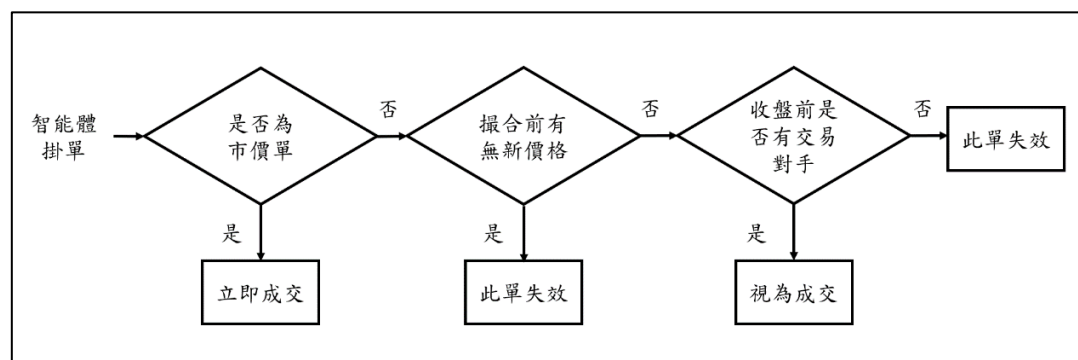 智能體
掛單
是否為
市價單
否
撮合前有
無新價格
否
收盤前是
否有交易
對手
否
此單失效
是
立即成交
是
此單失效
是
視為成交